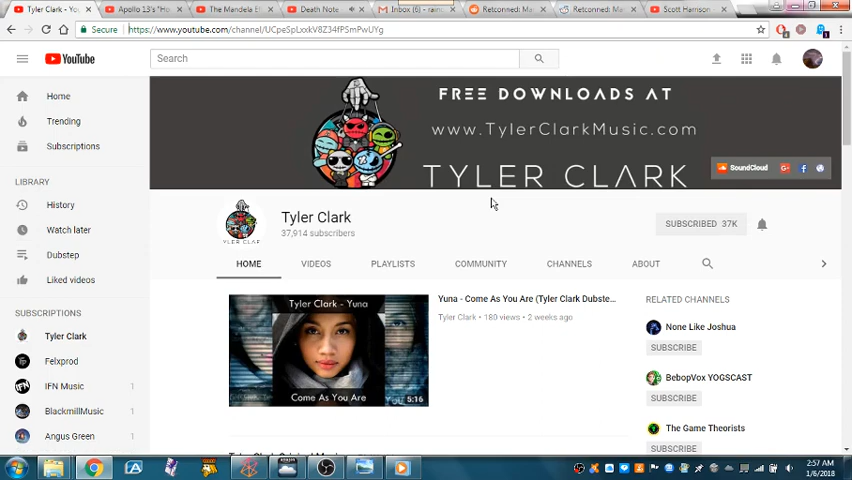 Tyler Clark - Yo
Apollo 13's "Ho
The Mandela Ef
Death Note
Inbox (6) - rain
Retconned: Ma
Retconned: Ma
Scott Harrison
Secure
https://www.youtube.com/channel/UCpeSpLxxkV8Z34fPSmPwUYg
YouTube
Search
FREE DOWNLOADS AT
www.TylerClarkMusic.com
TYLER CLARK
SoundCloud
Home
Trending
Subscriptions
LIBRARY
History
Watch later
Dubstep
Liked videos
SUBSCRIPTIONS
Tyler Clark
Felxprod
IFN Music 1
BlackmillMusic 1
Angus Green 1
Tyler Clark
37,914 subscribers
SUBSCRIBED 37K
HOME VIDEOS PLAYLISTS COMMUNITY CHANNELS ABOUT
Tyler Clark - Yuna
Come As You Are
5:16
Yuna - Come As You Are (Tyler Clark Dubste...
Tyler Clark • 180 views • 2 weeks ago
RELATED CHANNELS
None Like Joshua
SUBSCRIBE
BebopVox YOGSCAST
SUBSCRIBE
The Game Theorists
SUBSCRIBE
2:57 AM
1/6/2018